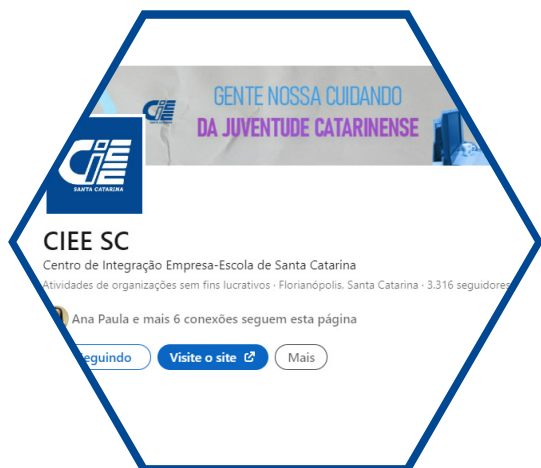 CIEE
GENTE NOSSA CUIDANDO
DA JUVENTUDE CATARINENSE
CIEE
SANTA CATARINA
CIEE SC
Centro de Integração Empresa-Escola de Santa Catarina
Atividades de organizações sem fins lucrativos · Florianópolis, Santa Catarina · 3.316 seguidores
Ana Paula e mais 6 conexões seguem esta página
eguindo Visite o site Mais